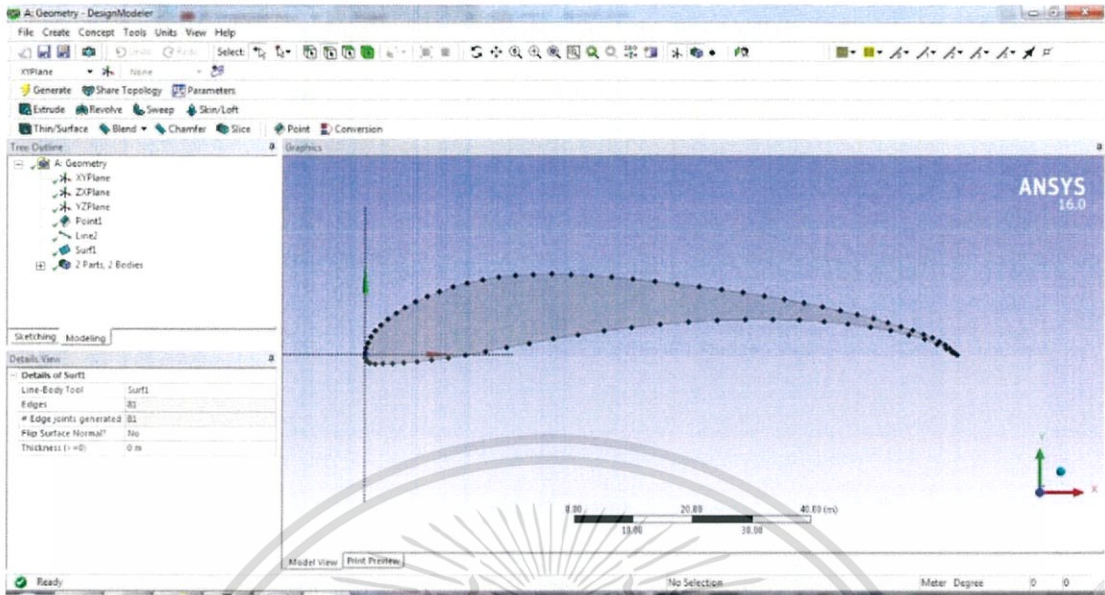 A: Geometry - DesignModeler
File Create Concept Tools Units View Help
Undo Redo Select:
XYPlane None
Generate Share Topology Parameters
Extrude Revolve Sweep Skin/Loft
Thin/Surface Blend Chamfer Slice Point Conversion
Tree Outline
A: Geometry
XYPlane
ZXPlane
YZPlane
Point1
Line2
Surf1
2 Parts, 2 Bodies
Sketching Modeling
Details View
Details of Surf1
Line-Body Tool Surf1
Edges 81
# Edge joints generated 81
Flip Surface Normal? No
Thickness (>=0) 0 m
Graphics
ANSYS
16.0
Y
X
0.00 20.00 40.00 (m)
10.00 30.00
Model View Print Preview
Ready No Selection Meter Degree 0 0